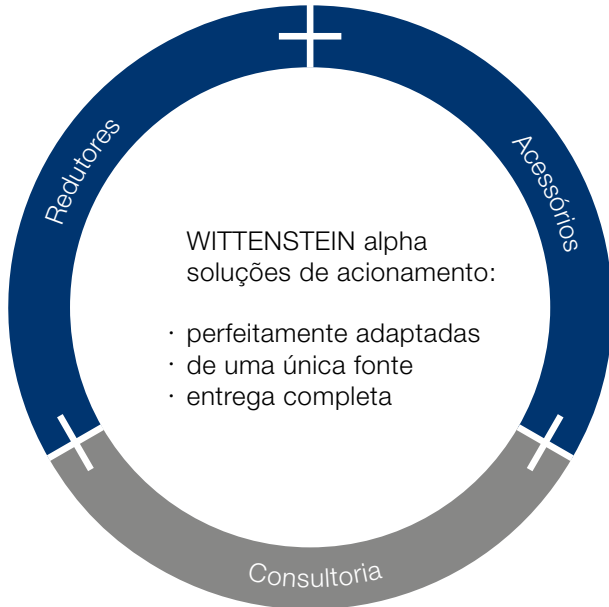 Redutores
Acessórios
WITTENSTEIN alpha
soluções de acionamento:
· perfeitamente adaptadas
· de uma única fonte
· entrega completa
Consultoria